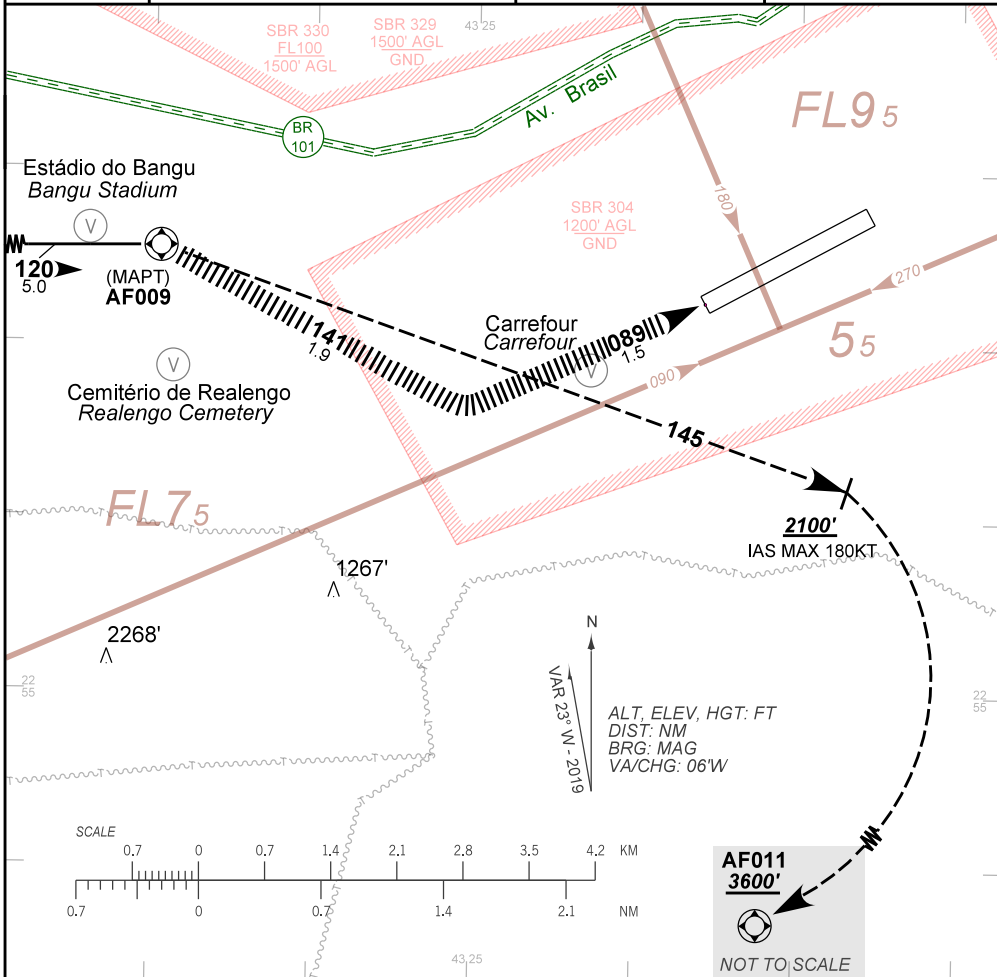 43 25
SBR 330
FL100
1500' AGL
SBR 329
1500' AGL
GND
Av. Brasil
BR
101
FL9 5
Estádio do Bangu
Bangu Stadium
V
180
SBR 304
1200' AGL
GND
120
5.0
(MAPT)
AF009
270
141
1.9
Carrefour
Carrefour
089
1.5
5 5
V
V
090
Cemitério de Realengo
Realengo Cemetery
145
FL7 5
2100'
IAS MAX 180KT
1267'
2268'
N
VAR 23° W - 2019
22
55
22
55
ALT, ELEV, HGT: FT
DIST: NM
BRG: MAG
VA/CHG: 06'W
SCALE
0.7 0 0.7 1.4 2.1 2.8 3.5 4.2 KM
0.7 0 0.7 1.4 2.1 NM
AF011
3600'
NOT TO SCALE
43 25